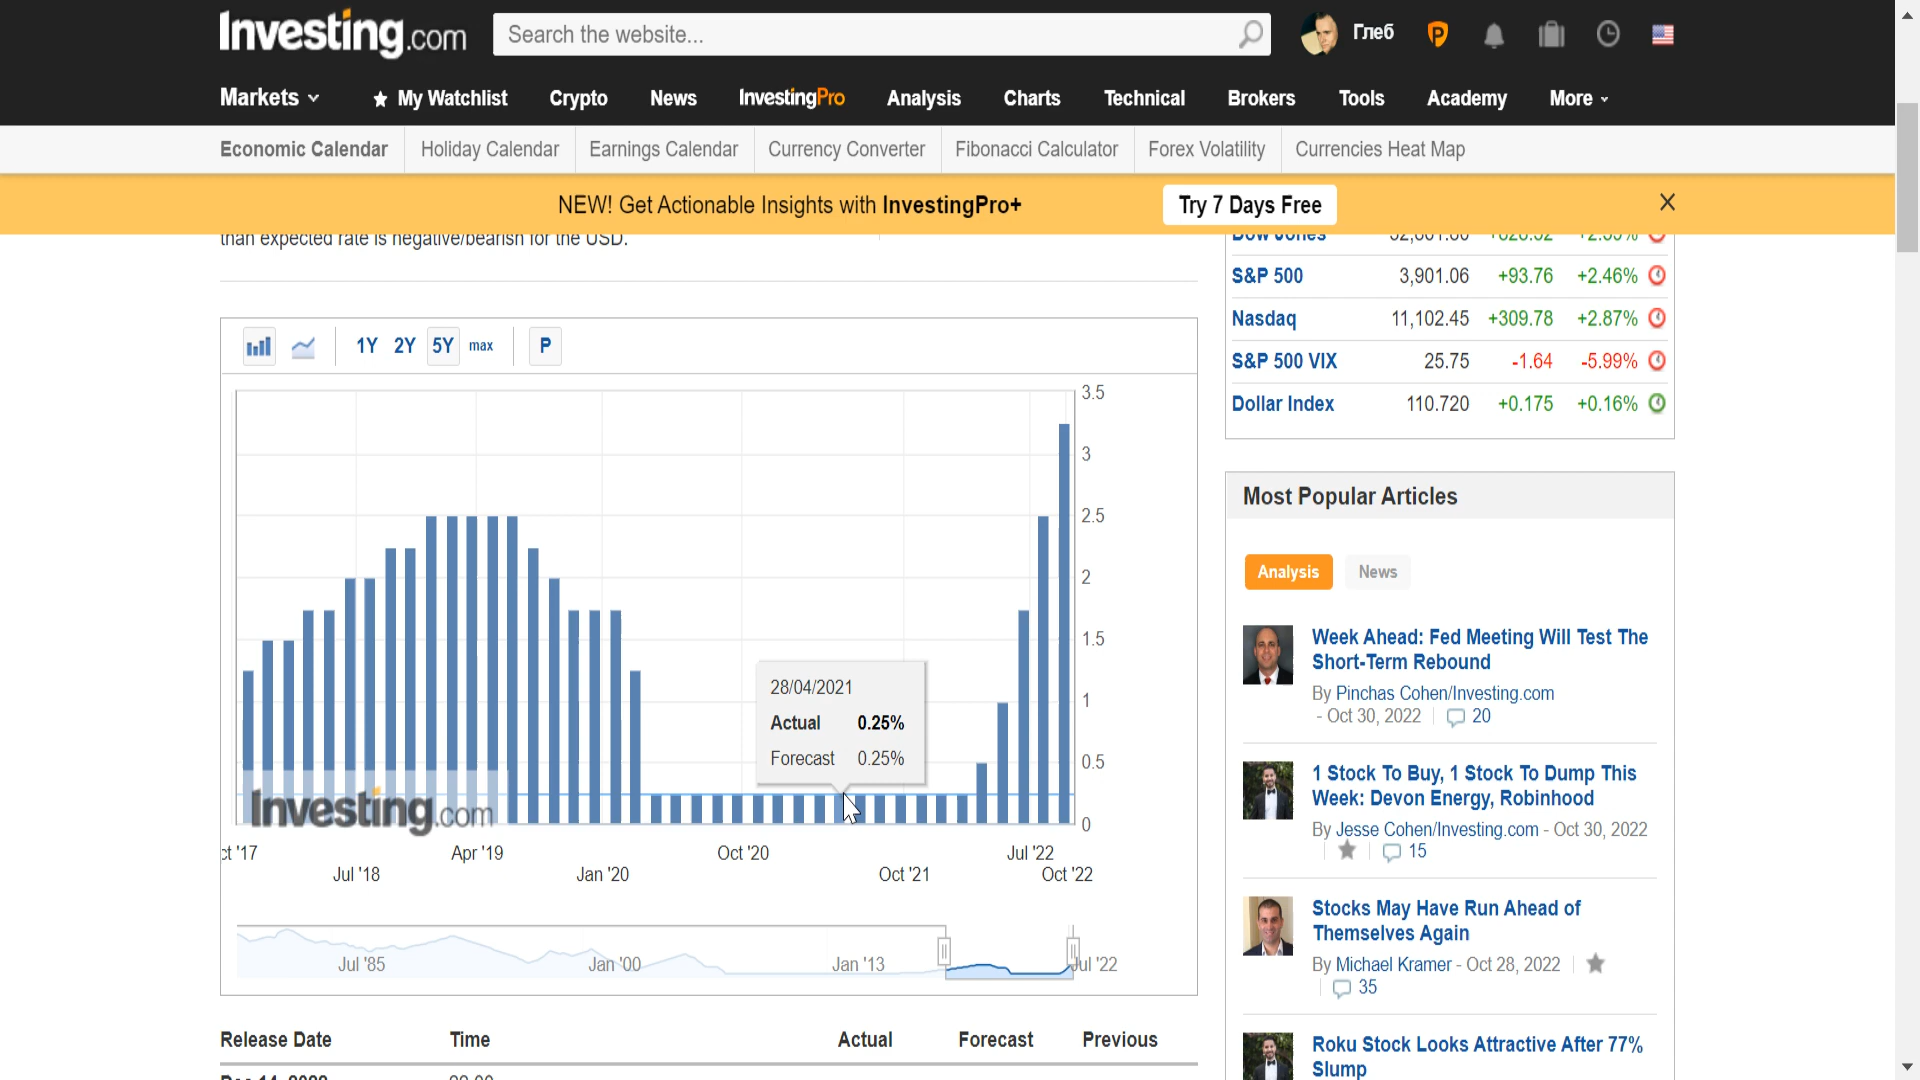 Investing.com
Search the website...
Глеб
Markets
My Watchlist
Crypto
News
InvestingPro
Analysis
Charts
Technical
Brokers
Tools
Academy
More
Economic Calendar
Holiday Calendar
Earnings Calendar
Currency Converter
Fibonacci Calculator
Forex Volatility
Currencies Heat Map
NEW! Get Actionable Insights with InvestingPro+
Try 7 Days Free
than expected rate is negative/bearish for the USD.
Dow Jones
S&P 500 3,901.06 +93.76 +2.46%
Nasdaq 11,102.45 +309.78 +2.87%
S&P 500 VIX 25.75 -1.64 -5.99%
Dollar Index 110.720 +0.175 +0.16%
1Y 2Y 5Y max P
3.5
3
2.5
2
1.5
1
0.5
0
28/04/2021
Actual 0.25%
Forecast 0.25%
Investing.com
ct '17
Apr '19
Oct '20
Jul '22
Jul '18
Jan '20
Oct '21
Oct '22
Jul '85
Jan '00
Jan '13
Jul '22
Release Date Time Actual Forecast Previous
Most Popular Articles
Analysis
News
Week Ahead: Fed Meeting Will Test The
Short-Term Rebound
By Pinchas Cohen/Investing.com
- Oct 30, 2022 20
1 Stock To Buy, 1 Stock To Dump This
Week: Devon Energy, Robinhood
By Jesse Cohen/Investing.com - Oct 30, 2022
15
Stocks May Have Run Ahead of
Themselves Again
By Michael Kramer - Oct 28, 2022
35
Roku Stock Looks Attractive After 77%
Slump